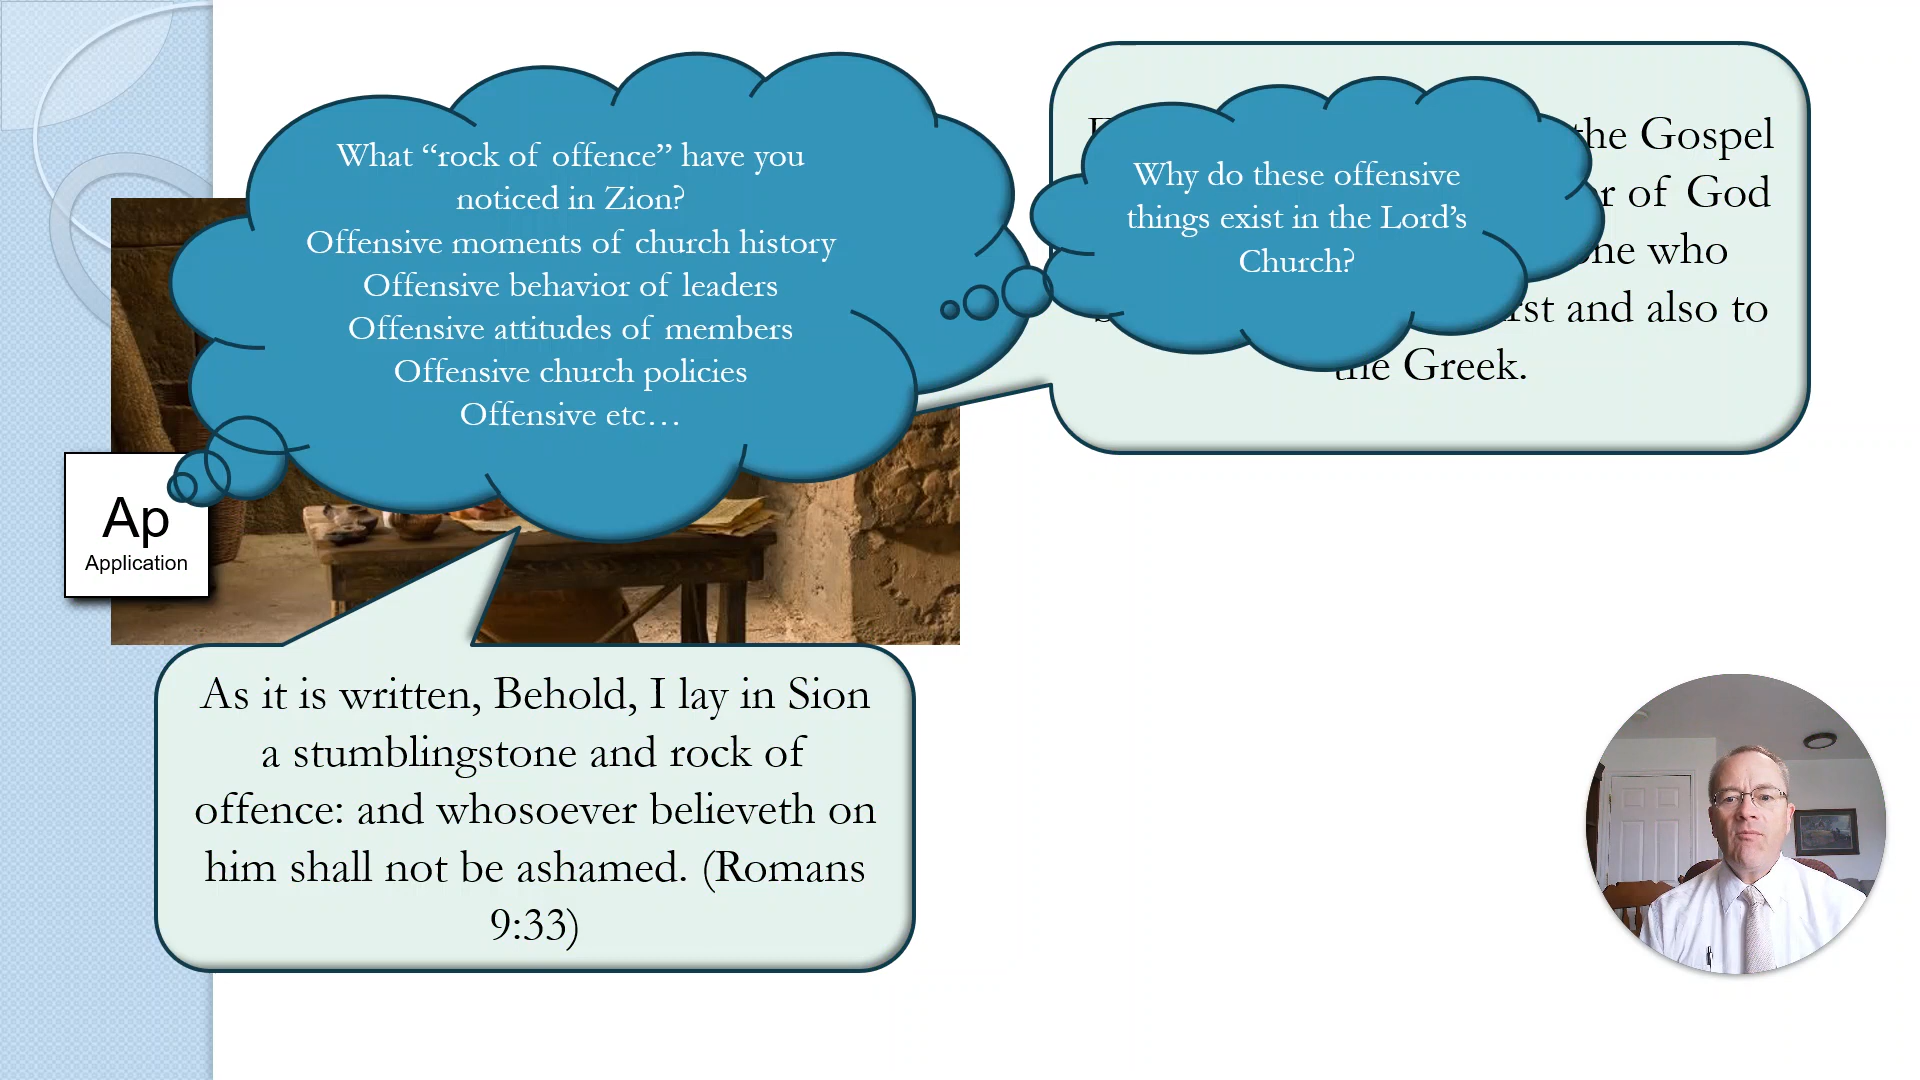 What “rock of offence” have you
noticed in Zion?
Offensive moments of church history
Offensive behavior of leaders
Offensive attitudes of members
Offensive church policies
Offensive etc…
Why do these offensive
things exist in the Lord’s
Church?
the Gospel
of God
who
and also to
the Greek.
Ap
Application
As it is written, Behold, I lay in Sion
a stumblingstone and rock of
offence: and whosoever believeth on
him shall not be ashamed. (Romans
9:33)